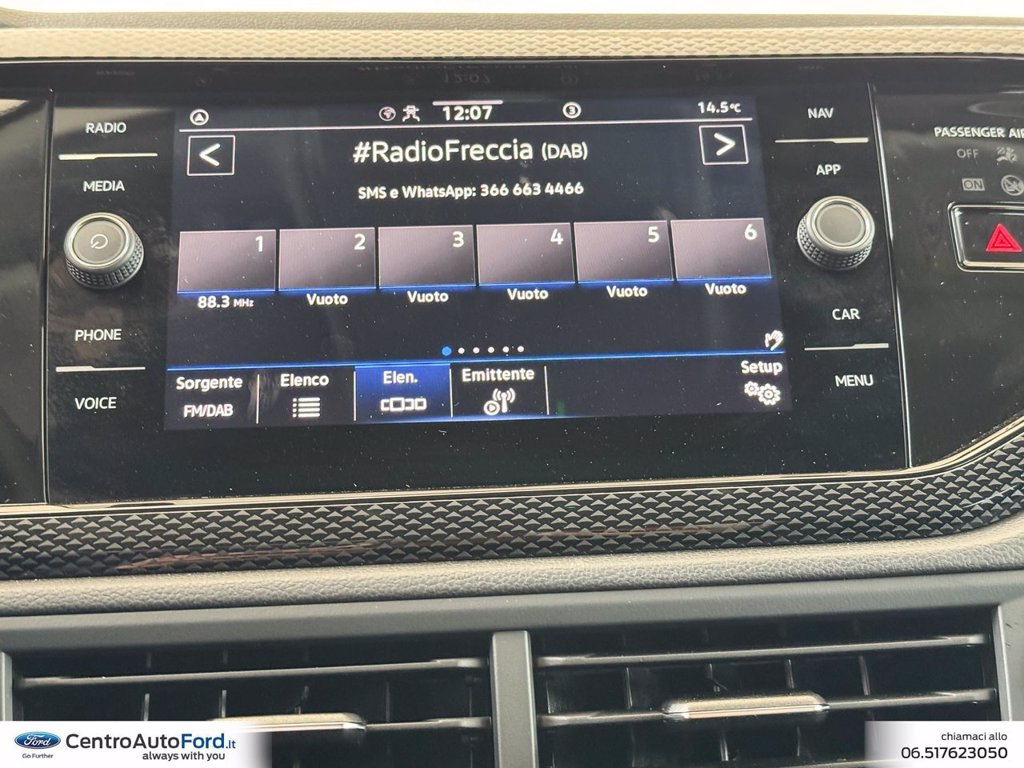 RADIO
MEDIA
PHONE
VOICE
12:07
3
14.5°C
<
#RadioFreccia (DAB)
>
SMS e WhatsApp: 366 663 4466
1 2 3 4 5 6
88.3 MHz Vuoto Vuoto Vuoto Vuoto Vuoto
Sorgente Elenco Elen. Emittente Setup
FM/DAB
NAV
APP
CAR
MENU
PASSENGER AIR
OFF
ON
Ford
Go Further
CentroAutoFord.it
always with you
chiamaci allo
06.517623050